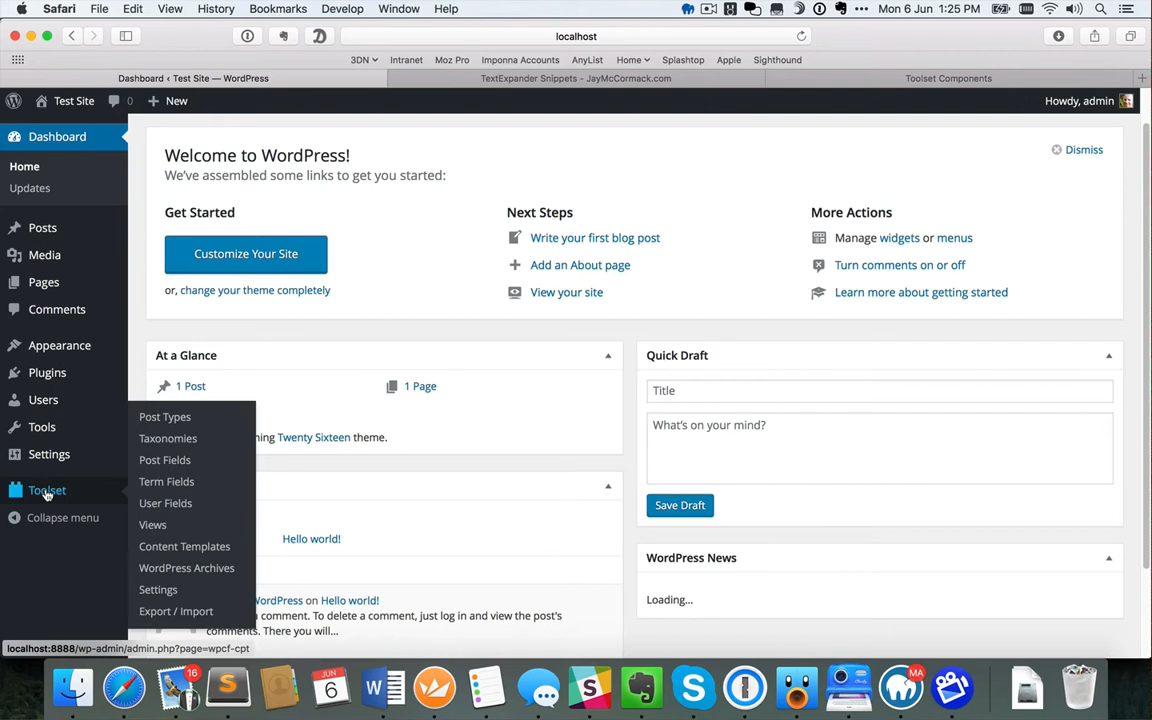 Safari File Edit View History Bookmarks Develop Window Help Mon 6 Jun 1:25 PM
localhost
3DN Intranet Moz Pro Imponna Accounts AnyList Home Splashtop Apple Sighthound
Dashboard ‹ Test Site — WordPress TextExpander Snippets - JayMcCormack.com Toolset Components
Test Site 0 New Howdy, admin
Dashboard
Home
Updates
Posts
Media
Pages
Comments
Appearance
Plugins
Users
Tools
Settings
Toolset
Collapse menu
Post Types
Taxonomies
Post Fields
Term Fields
User Fields
Views
Content Templates
WordPress Archives
Settings
Export / Import
Welcome to WordPress!
We've assembled some links to get you started:
Dismiss
Get Started
Customize Your Site
or, change your theme completely
Next Steps
Write your first blog post
Add an About page
View your site
More Actions
Manage widgets or menus
Turn comments on or off
Learn more about getting started
At a Glance
1 Post 1 Page
Twenty Sixteen theme.
Hello world!
WordPress on Hello world!
a comment. To delete a comment, just log in and view the post's
comments. There you will...
Quick Draft
Title
What's on your mind?
Save Draft
WordPress News
Loading...
localhost:8888/wp-admin/admin.php?page=wpcf-cpt
16
JUN
6
MA